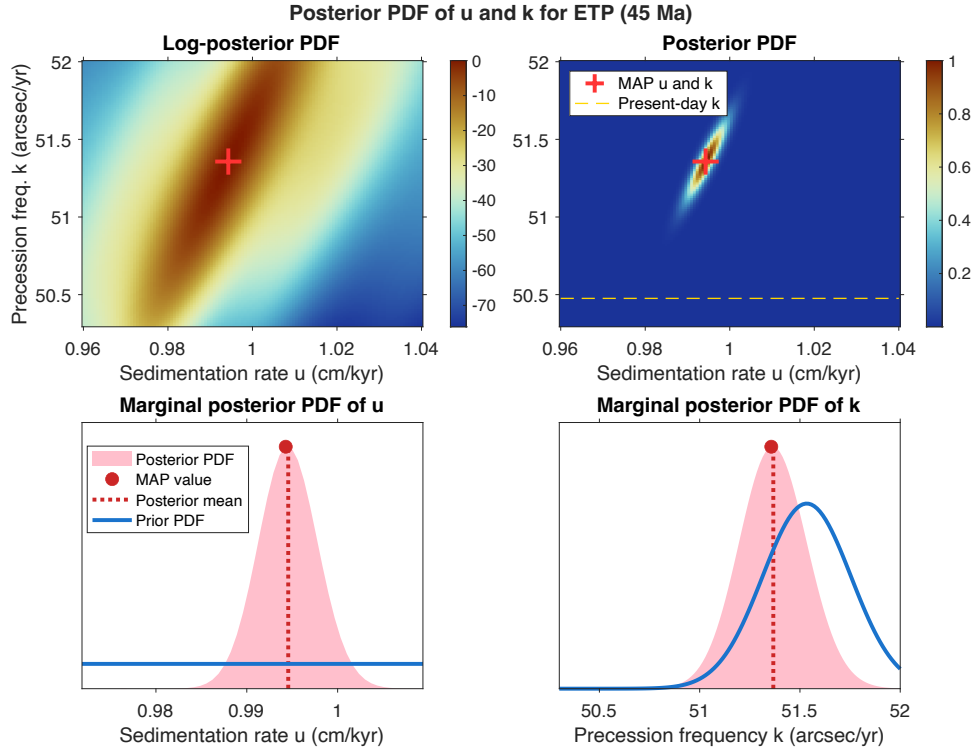 Posterior PDF of u and k for ETP (45 Ma)
Log-posterior PDF
Precession freq. k (arcsec/yr)
52
51.5
51
50.5
0.96
0.98
1
1.02
1.04
Sedimentation rate u (cm/kyr)
0
-10
-20
-30
-40
-50
-60
-70
Posterior PDF
MAP u and k
Present-day k
52
51.5
51
50.5
0.96
0.98
1
1.02
1.04
Sedimentation rate u (cm/kyr)
1
0.8
0.6
0.4
0.2
Marginal posterior PDF of u
Posterior PDF
MAP value
Posterior mean
Prior PDF
0.98
0.99
1
Sedimentation rate u (cm/kyr)
Marginal posterior PDF of k
50.5
51
51.5
52
Precession frequency k (arcsec/yr)